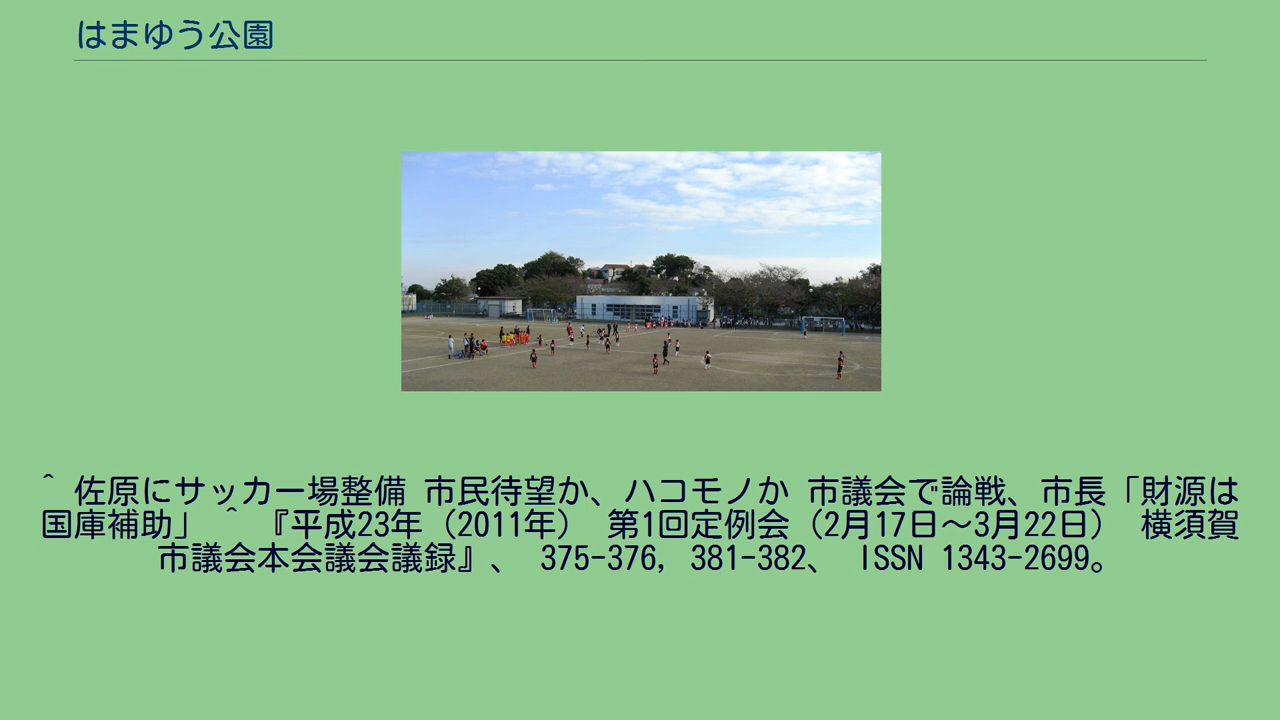 はまゆう公園
^ 佐原にサッカー場整備 市民待望か、ハコモノか 市議会で論戦、市長「財源は
国庫補助」 ^ 『平成23年（2011年） 第1回定例会（2月17日〜3月22日） 横須賀
市議会本会議会議録』、 375-376, 381-382、 ISSN 1343-2699。